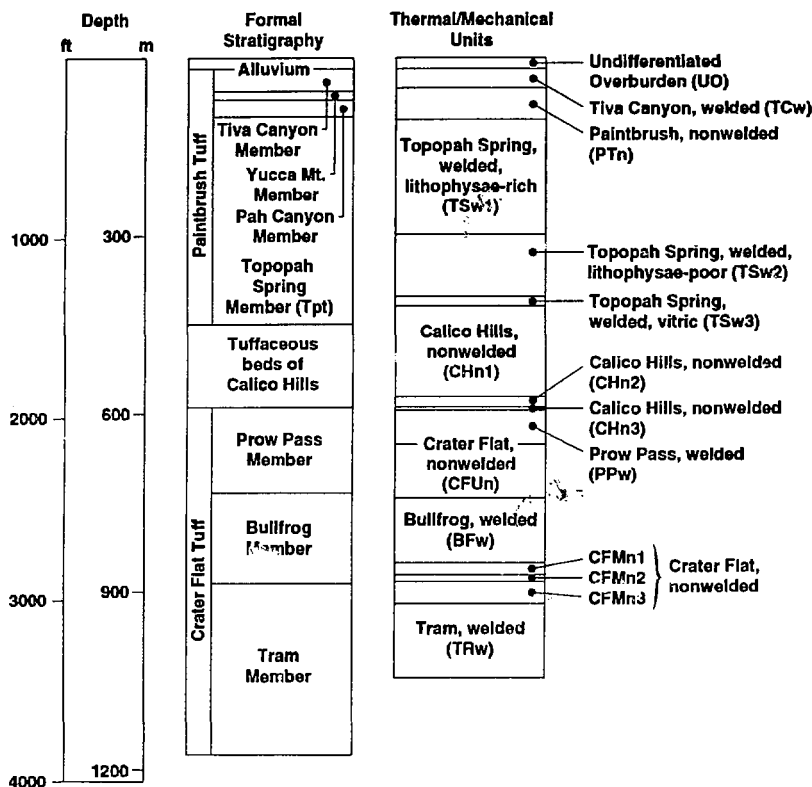 Depth
ft
m
1000
2000
3000
4000
300
600
900
1200
Formal
Stratigraphy
Alluvium
Paintbrush Tuff
Tiva Canyon
Member
Yucca Mt.
Member
Pah Canyon
Member
Topopah
Spring
Member (Tpt)
Tuffaceous
beds of
Calico Hills
Crater Flat Tuff
Prow Pass
Member
Bullfrog
Member
Tram
Member
Thermal/Mechanical
Units
Topopah Spring,
welded,
lithophysae-rich
(TSw1)
Calico Hills,
nonwelded
(CHn1)
Crater Flat,
nonwelded
(CFUn)
Bullfrog, welded
(BFw)
Tram, welded
(TRw)
Undifferentiated
Overburden (UO)
Tiva Canyon, welded (TCw)
Paintbrush, nonwelded
(PTn)
Topopah Spring, welded,
lithophysae-poor (TSw2)
Topopah Spring,
welded, vitric (TSw3)
Calico Hills, nonwelded
(CHn2)
Calico Hills, nonwelded
(CHn3)
Prow Pass, welded
(PPw)
CFMn1
CFMn2
CFMn3
Crater Flat,
nonwelded